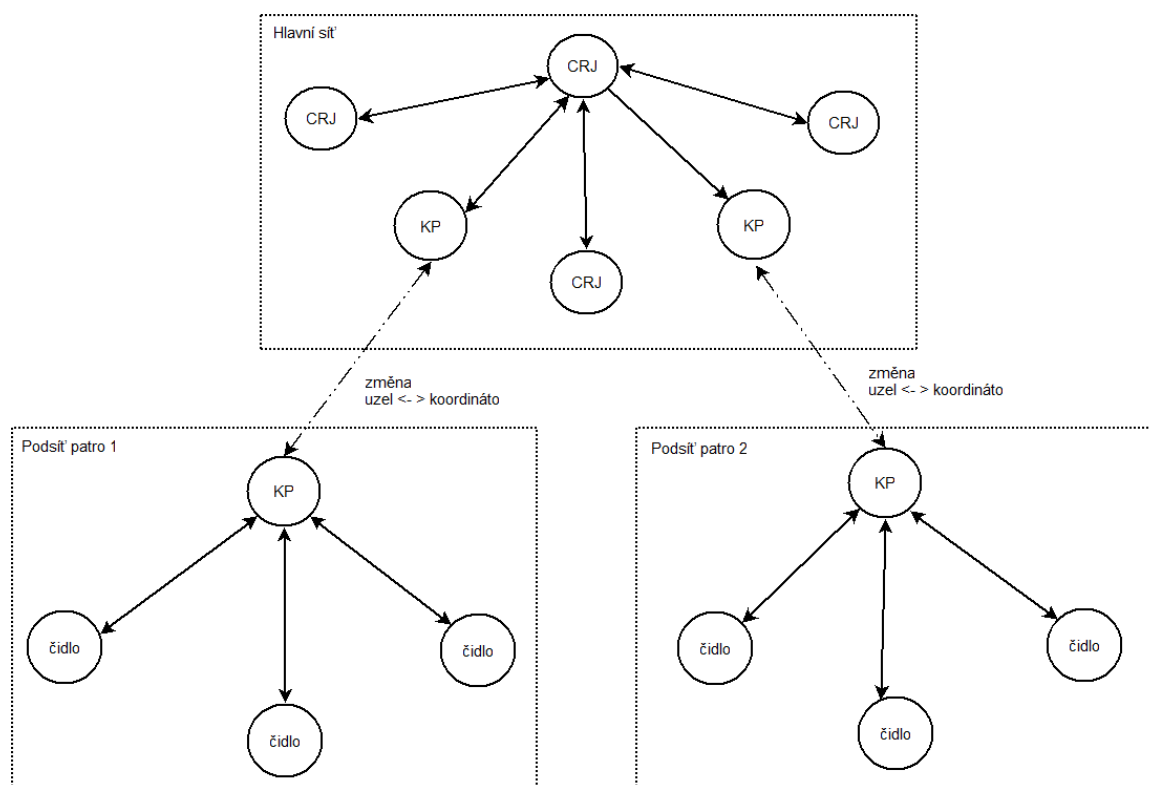 Hlavní síť
CRJ
CRJ
CRJ
KP
KP
CRJ
změna
uzel <- > koordináto
změna
uzel <- > koordináto
Podsíť patro 1
KP
čidlo
čidlo
čidlo
Podsíť patro 2
KP
čidlo
čidlo
čidlo